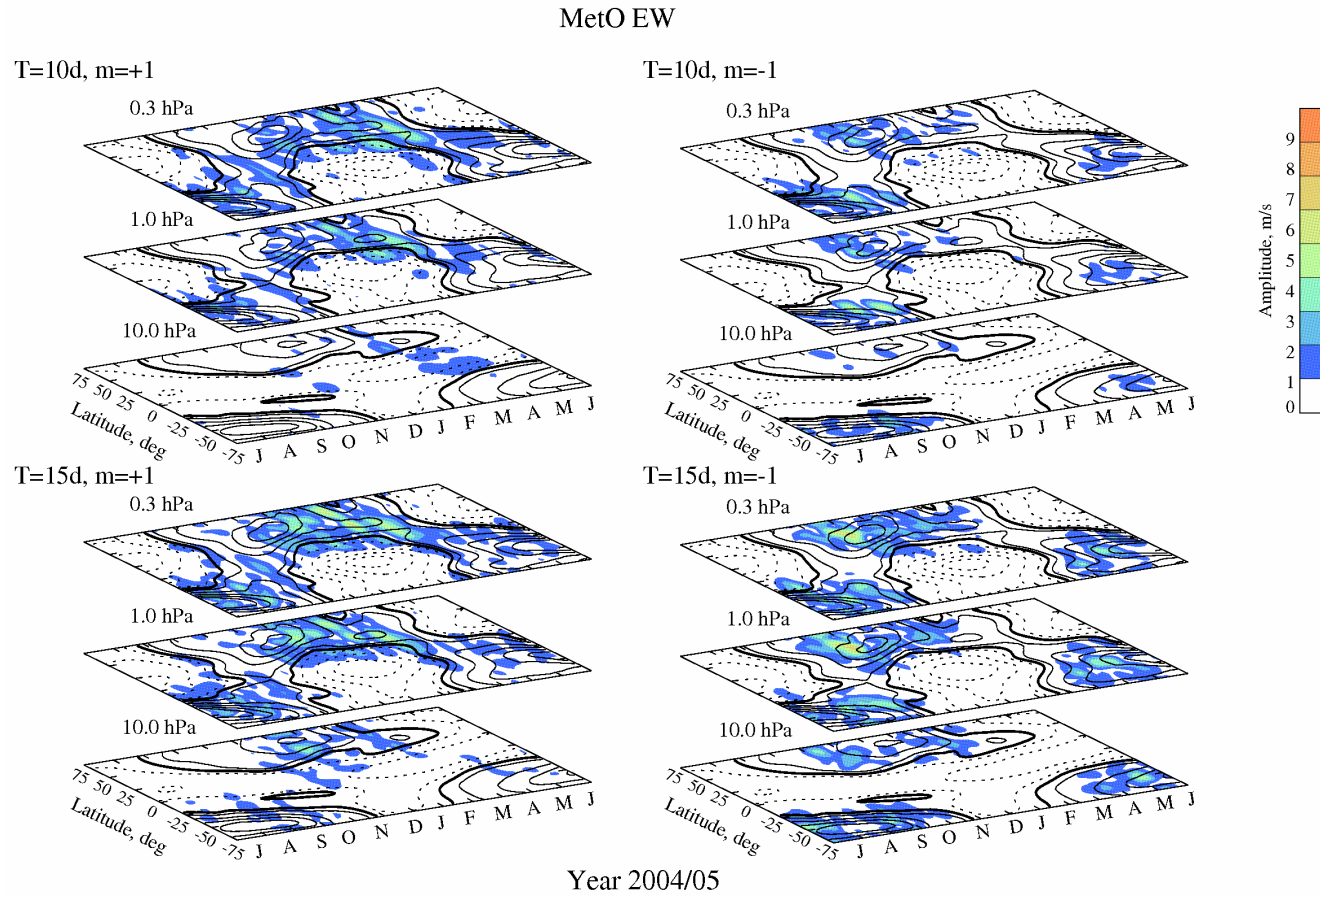 MetO EW
T=10d, m=+1
0.3 hPa
1.0 hPa
10.0 hPa
75 50 25 0 -25 -50 -75
Latitude, deg
J A S O N D J F M A M J
T=10d, m=-1
0.3 hPa
1.0 hPa
10.0 hPa
75 50 25 0 -25 -50 -75
Latitude, deg
J A S O N D J F M A M J
9
8
7
6
5
4
3
2
1
0
Amplitude, m/s
T=15d, m=+1
0.3 hPa
1.0 hPa
10.0 hPa
75 50 25 0 -25 -50 -75
Latitude, deg
J A S O N D J F M A M J
T=15d, m=-1
0.3 hPa
1.0 hPa
10.0 hPa
75 50 25 0 -25 -50 -75
Latitude, deg
J A S O N D J F M A M J
Year 2004/05